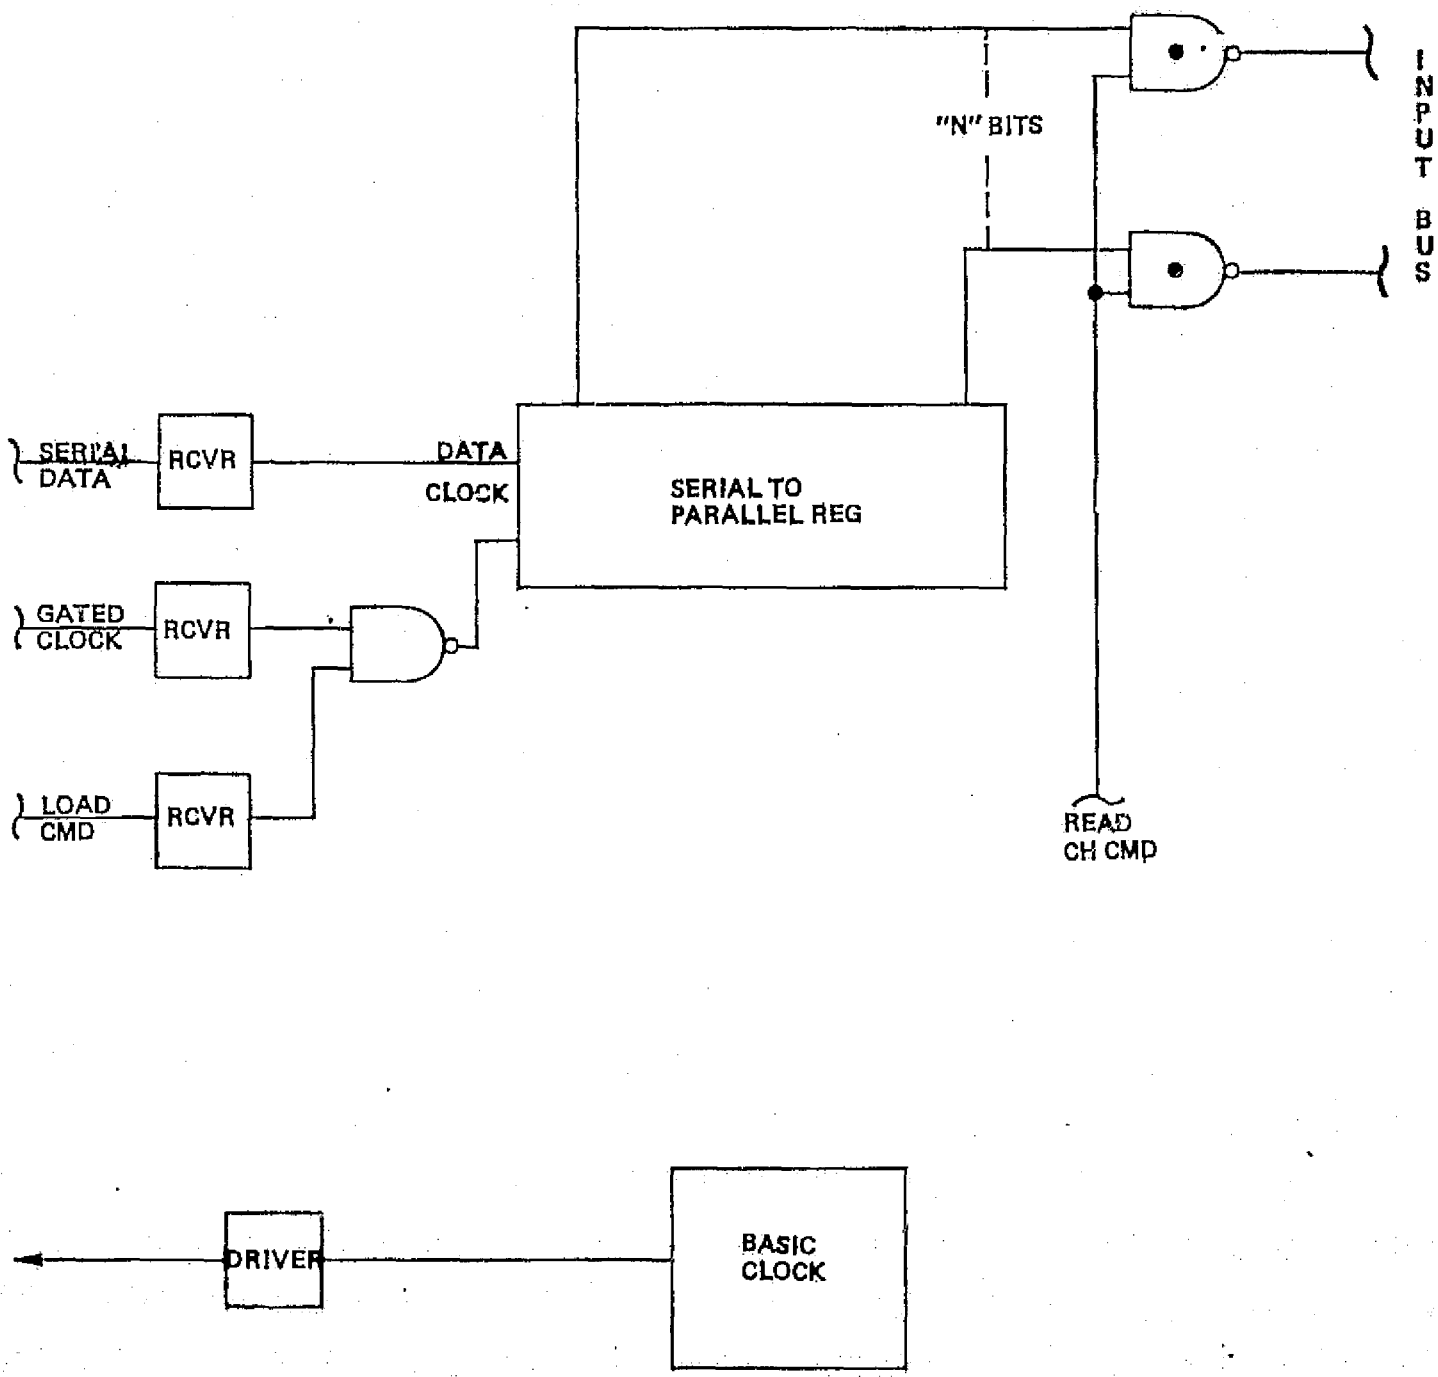 "N" BITS
INPUT BUS
SERIAL
DATA
RCVR
DATA
CLOCK
SERIAL TO
PARALLEL REG
GATED
CLOCK
RCVR
LOAD
CMD
RCVR
READ
CH CMD
DRIVER
BASIC
CLOCK